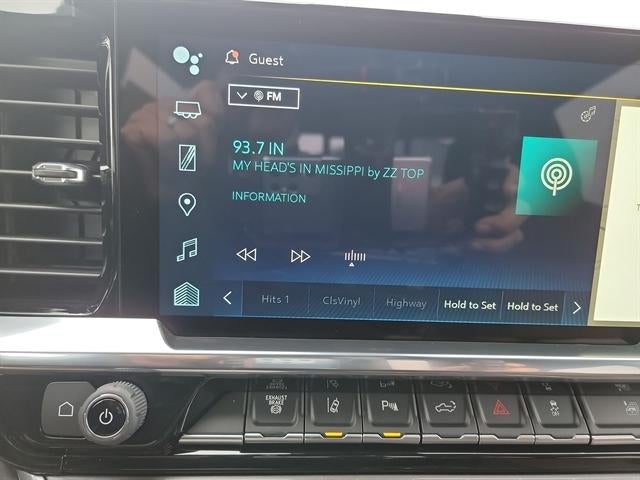 Guest
FM
93.7 IN
MY HEAD'S IN MISSIPPI by ZZ TOP
INFORMATION
Hits 1 ClsVinyl Highway Hold to Set Hold to Set
EXHAUST
BRAKE
P
OFF